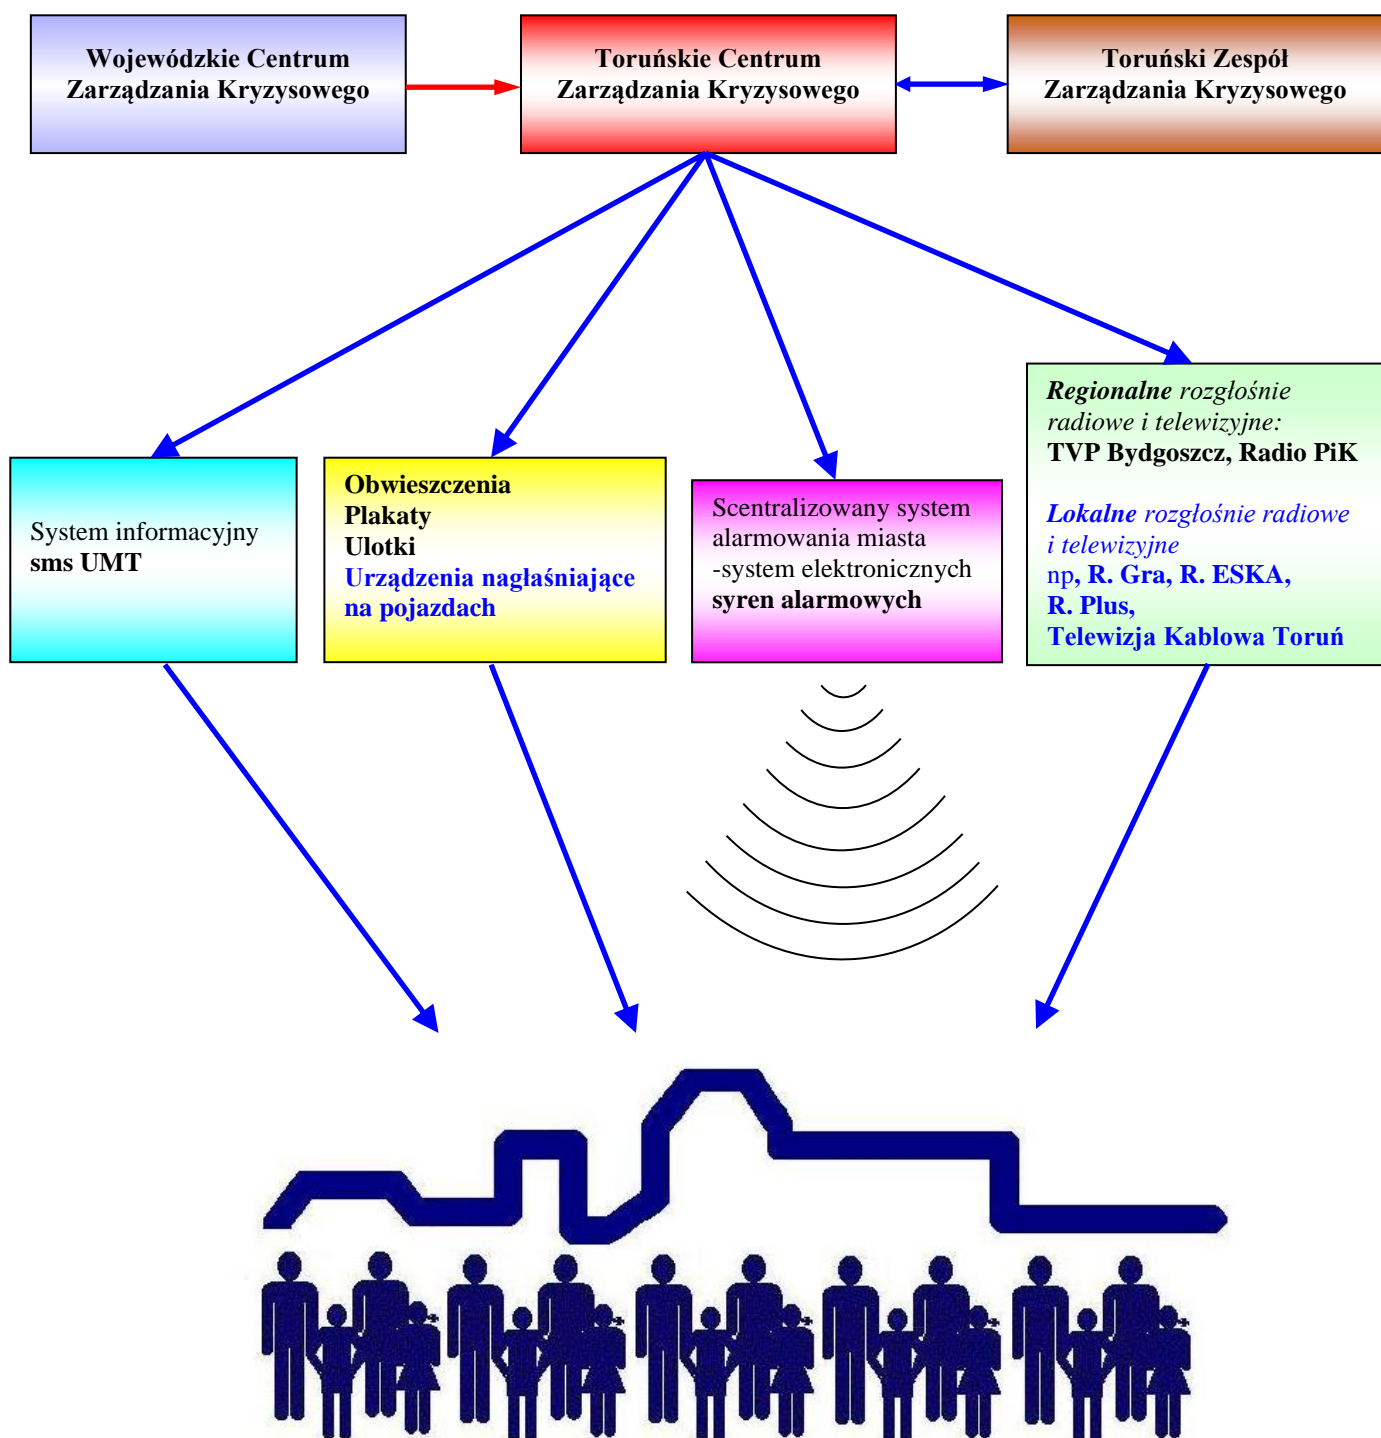 Wojewódzkie Centrum
Zarządzania Kryzysowego
Toruńskie Centrum
Zarządzania Kryzysowego
Toruński Zespół
Zarządzania Kryzysowego
System informacyjny
sms UMT
Obwieszczenia
Plakaty
Ulotki
Urządzenia nagłaśniające
na pojazdach
Scentralizowany system
alarmowania miasta
-system elektronicznych
syren alarmowych
Regionalne rozgłośnie
radiowe i telewizyjne:
TVP Bydgoszcz, Radio PiK
Lokalne rozgłośnie radiowe
i telewizyjne
np, R. Gra, R. ESKA,
R. Plus,
Telewizja Kablowa Toruń